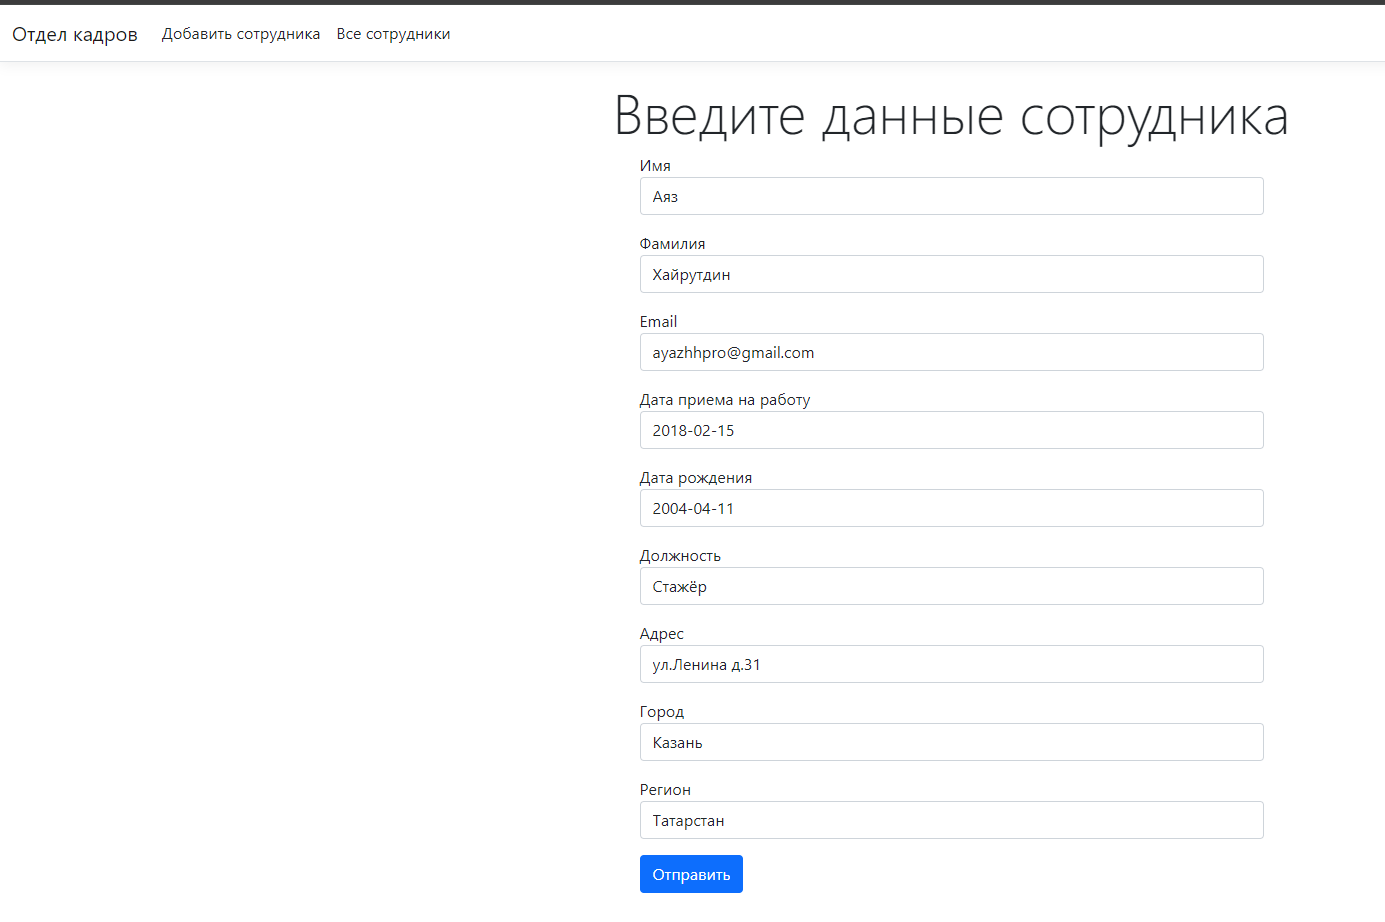 Отдел кадров Добавить сотрудника Все сотрудники
Введите данные сотрудника
Имя
Аяз
Фамилия
Хайрутдин
Email
ayazhhpro@gmail.com
Дата приема на работу
2018-02-15
Дата рождения
2004-04-11
Должность
Стажёр
Адрес
ул.Ленина д.31
Город
Казань
Регион
Татарстан
Отправить